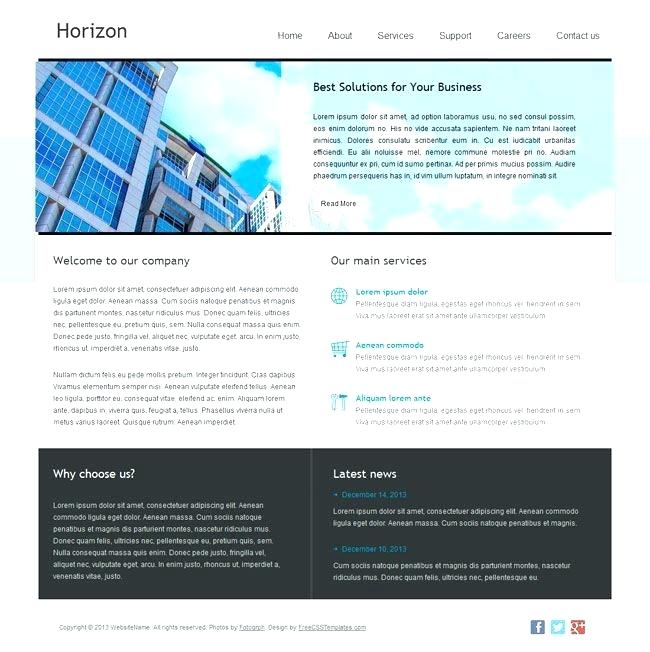 Horizon
Home About Services Support Careers Contact us
Best Solutions for Your Business
Lorem ipsum dolor sit amet, ad option laboramus usu, no sed consul possim,
eos enim dolorum no. His no vide accusata sapientem. Ne nam tritani laoreet
inimicus. Dolores consulatu scribentur eum in. Cu est iudicabit urbanitas
efficiendi. Eu alii noluisse mel, nemore commune molestie pri no. Audiam
consequuntur ex pri, cum id sumo pertinax. Ad per primis mucius possim. Audire
phaedrum persequeris has in, id vim ullum luptatum, in integre nominati sit.
Read More
Welcome to our company
Lorem ipsum dolor sit amet, consectetuer adipiscing elit. Aenean commodo
ligula eget dolor. Aenean massa. Cum sociis natoque penatibus et magnis
dis parturient montes, nascetur ridiculus mus. Donec quam felis, ultricies
nec, pellentesque eu, pretium quis, sem. Nulla consequat massa quis enim.
Donec pede justo, fringilla vel, aliquet nec, vulputate eget, arcu. In enim justo,
rhoncus ut, imperdiet a, venenatis vitae, justo.
Nullam dictum felis eu pede mollis pretium. Integer tincidunt. Cras dapibus
Vivamus elementum semper nisi. Aenean vulputate eleifend tellus. Aenean
leo ligula, porttitor eu, consequat vitae, eleifend ac, enim. Aliquam lorem
ante, dapibus in, viverra quis, feugiat a, tellus. Phasellus viverra nulla ut
metus varius laoreet. Quisque rutrum. Aenean imperdiet.
Our main services
Lorem ipsum dolor
Pellentesque diam ligula, egestas eget rhoncus vel, hendrerit in sem
Viva mus laoreet erat sit amet ante ullamcorper vestibulum
Aenean commodo
Pellentesque diam ligula, egestas eget rhoncus vel, hendrerit in sem
Viva mus laoreet erat sit amet ante ullamcorper vestibulum
Aliquam lorem ante
Pellentesque diam ligula, egestas eget rhoncus vel, hendrerit in sem
Viva mus laoreet erat sit amet ante ullamcorper vestibulum
Why choose us?
Lorem ipsum dolor sit amet, consectetuer adipiscing elit. Aenean
commodo ligula eget dolor. Aenean massa. Cum sociis natoque
penatibus et magnis dis parturient montes, nascetur ridiculus mus.
Donec quam felis, ultricies nec, pellentesque eu, pretium quis, sem.
Nulla consequat massa quis enim. Donec pede justo, fringilla vel,
aliquet nec, vulputate eget, arcu. In enim justo, rhoncus ut, imperdiet a,
venenatis vitae, justo.
Latest news
December 14, 2013
Lorem ipsum dolor sit amet, consectetuer adipiscing elit. Aenean
commodo ligula eget dolor. Aenean massa.
Cum sociis natoque penatibus et magnis.
December 10, 2013
Cum sociis natoque penatibus et magnis dis parturient montes, nascetur
ridiculus mus. Donec quam felis, ultricies nec, pellentesque eu.
Copyright © 2013 WebsiteName. All rights reserved. Photos by Fotogrph. Design by FreeCSSTemplates.com